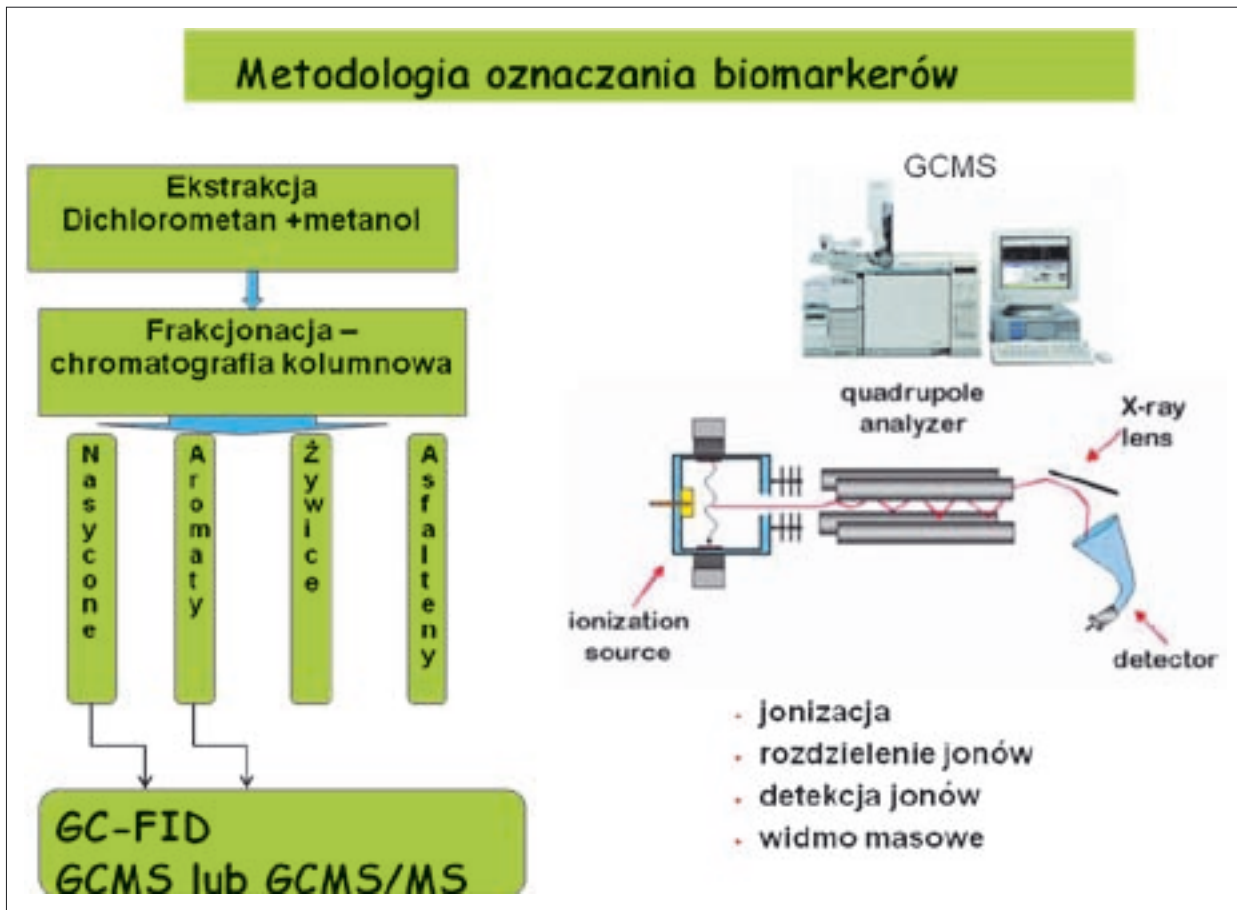 Metodologia oznaczania biomarkerów
Ekstrakcja
Dichlorometan +metanol
Frakcjonacja –
chromatografia kolumnowa
Nasycone
Aromaty
Żywice
Asfalteny
GC-FID
GCMS lub GCMS/MS
GCMS
quadrupole
analyzer
X-ray
lens
ionization
source
detector
jonizacja
rozdzielenie jonów
detekcja jonów
widmo masowe